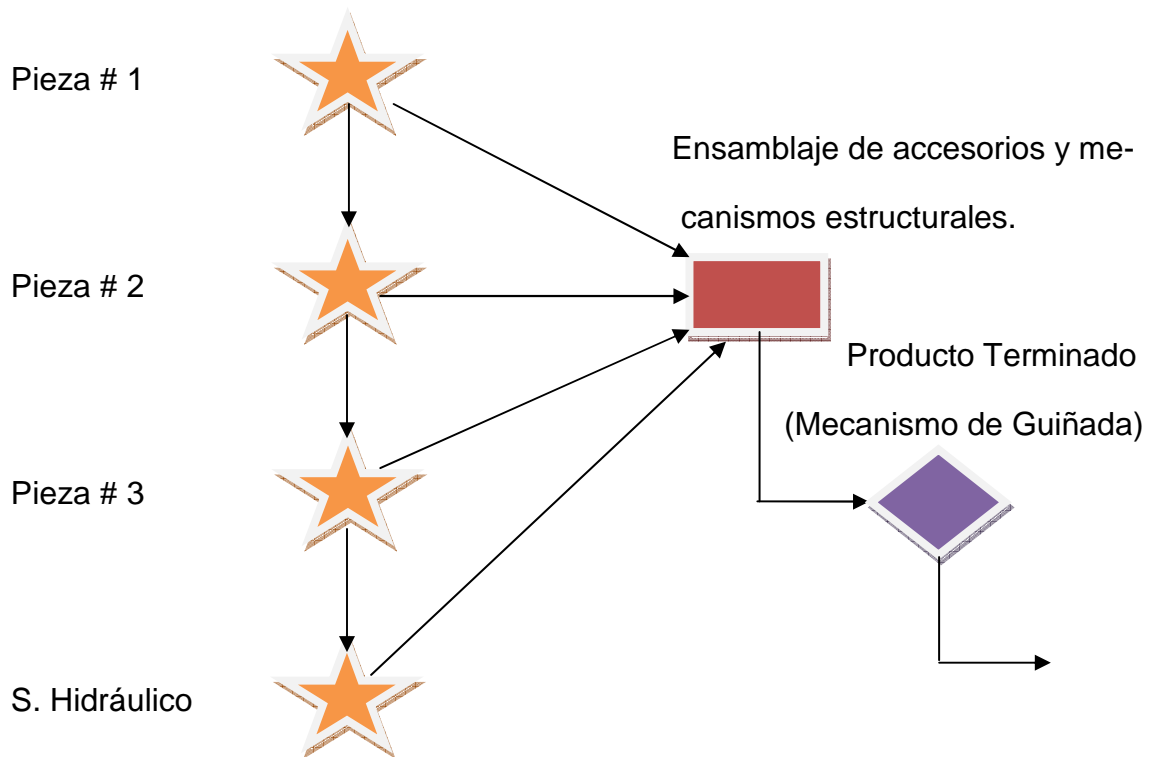 Pieza # 1
Ensamblaje de accesorios y me-
canismos estructurales.
Pieza # 2
Producto Terminado
(Mecanismo de Guiñada)
Pieza # 3
S. Hidráulico